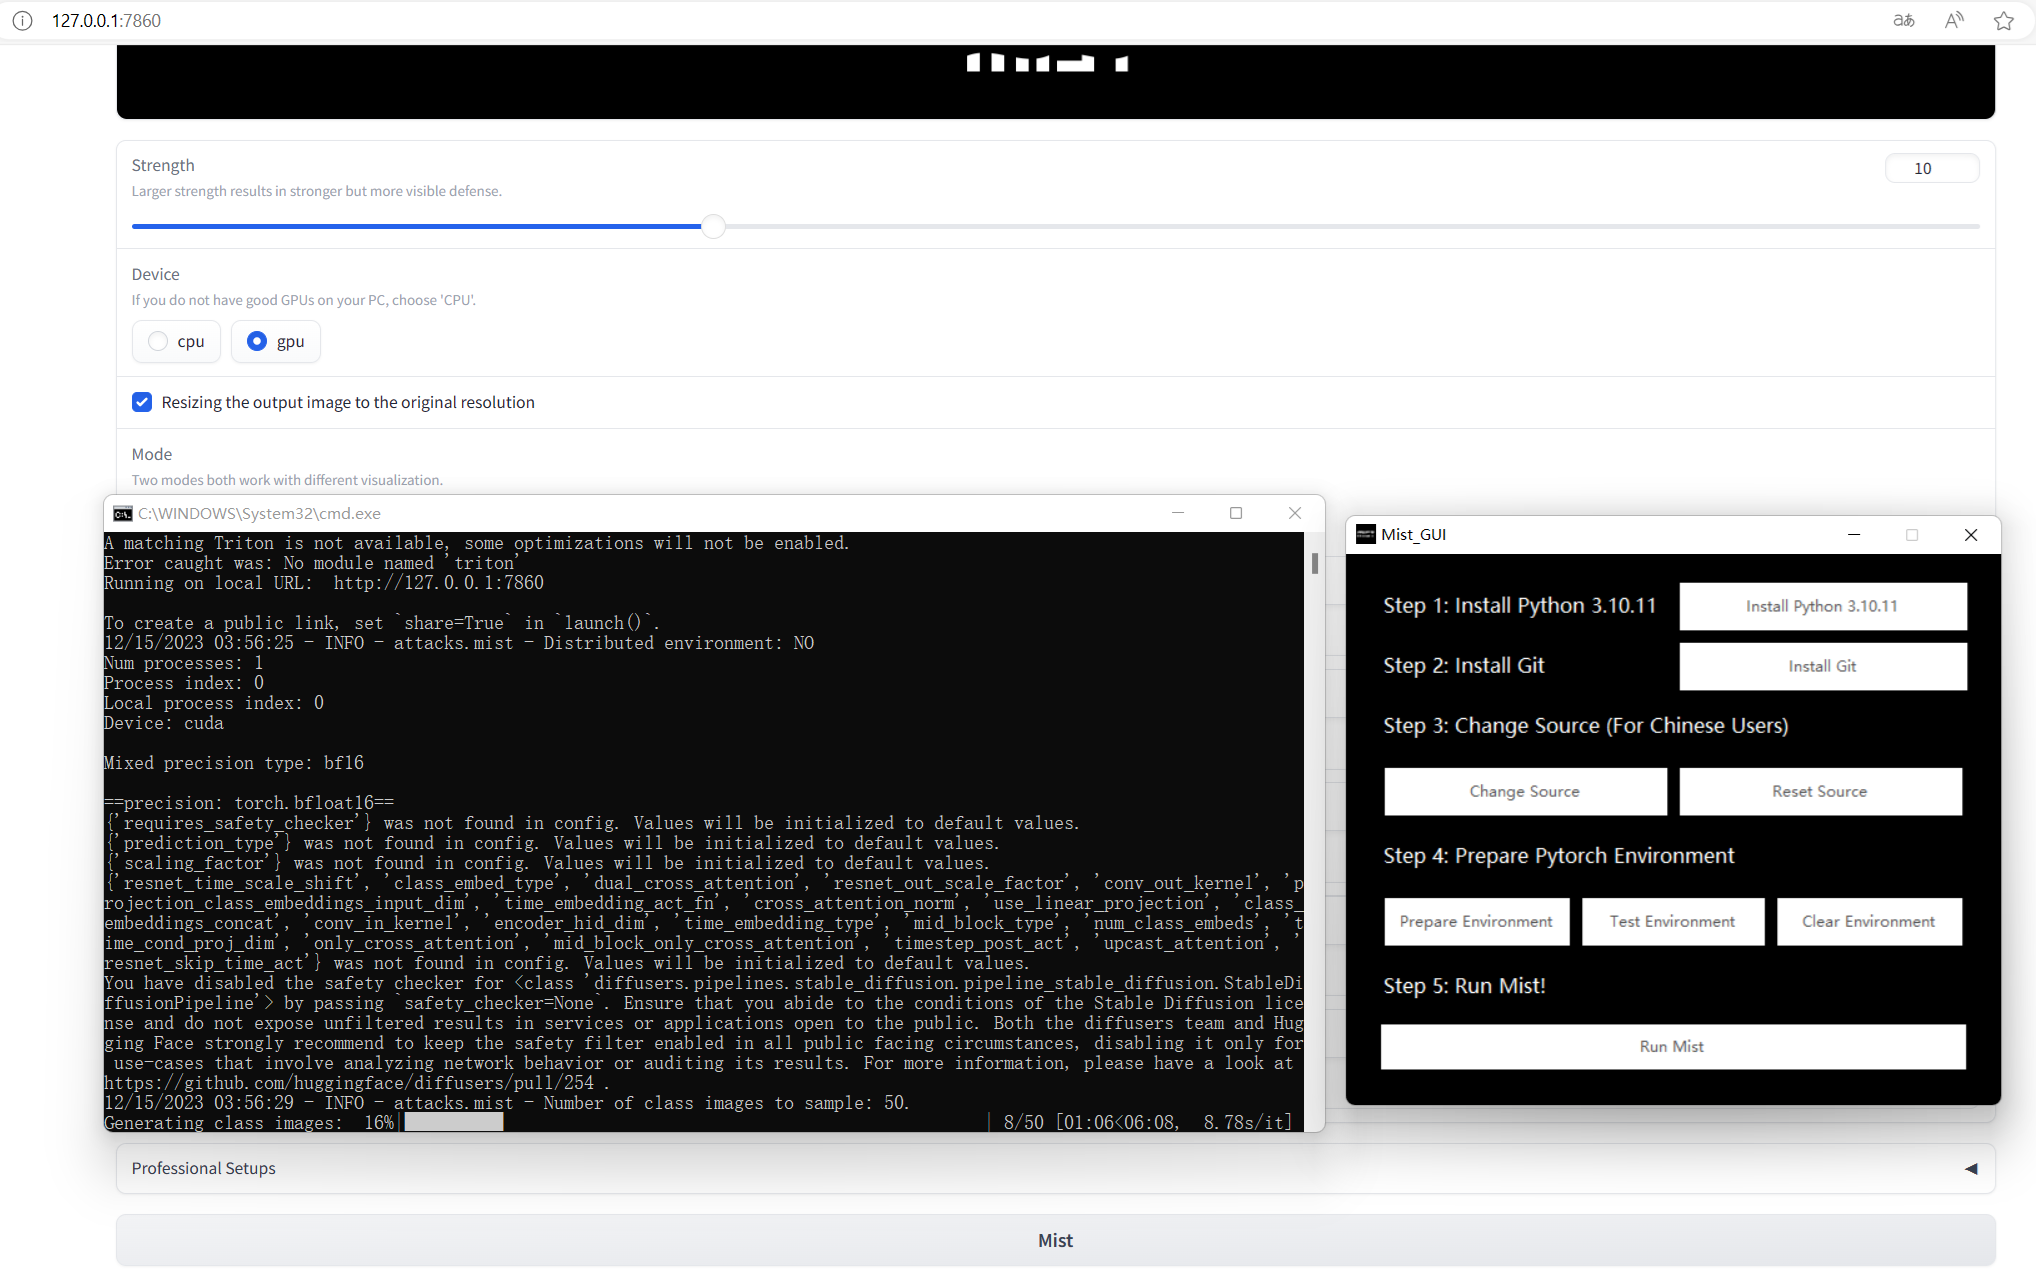 127.0.0.1:7860
Strength
10
Larger strength results in stronger but more visible defense.
Device
If you do not have good GPUs on your PC, choose 'CPU'.
cpu
gpu
Resizing the output image to the original resolution
Mode
Two modes both work with different visualization.
C:\WINDOWS\System32\cmd.exe
A matching Triton is not available, some optimizations will not be enabled.
Error caught was: No module named 'triton'
Running on local URL:  http://127.0.0.1:7860
To create a public link, set `share=True` in `launch()`.
12/15/2023 03:56:25 - INFO - attacks.mist - Distributed environment: NO
Num processes: 1
Process index: 0
Local process index: 0
Device: cuda
Mixed precision type: bf16
==precision: torch.bfloat16==
{'requires_safety_checker'} was not found in config. Values will be initialized to default values.
{'prediction_type'} was not found in config. Values will be initialized to default values.
{'scaling_factor'} was not found in config. Values will be initialized to default values.
{'resnet_time_scale_shift', 'class_embed_type', 'dual_cross_attention', 'resnet_out_scale_factor', 'conv_out_kernel', 'p
rojection_class_embeddings_input_dim', 'time_embedding_act_fn', 'cross_attention_norm', 'use_linear_projection', 'class_
embeddings_concat', 'conv_in_kernel', 'encoder_hid_dim', 'time_embedding_type', 'mid_block_type', 'num_class_embeds', 't
ime_cond_proj_dim', 'only_cross_attention', 'mid_block_only_cross_attention', 'timestep_post_act', 'upcast_attention', '
resnet_skip_time_act'} was not found in config. Values will be initialized to default values.
You have disabled the safety checker for <class 'diffusers.pipelines.stable_diffusion.pipeline_stable_diffusion.StableDi
ffusionPipeline'> by passing `safety_checker=None`. Ensure that you abide to the conditions of the Stable Diffusion lice
nse and do not expose unfiltered results in services or applications open to the public. Both the diffusers team and Hug
ging Face strongly recommend to keep the safety filter enabled in all public facing circumstances, disabling it only for
 use-cases that involve analyzing network behavior or auditing its results. For more information, please have a look at
https://github.com/huggingface/diffusers/pull/254 .
12/15/2023 03:56:29 - INFO - attacks.mist - Number of class images to sample: 50.
Generating class images:  16%| | 8/50 [01:06<06:08,  8.78s/it]
Mist_GUI
Step 1: Install Python 3.10.11
Install Python 3.10.11
Step 2: Install Git
Install Git
Step 3: Change Source (For Chinese Users)
Change Source
Reset Source
Step 4: Prepare Pytorch Environment
Prepare Environment
Test Environment
Clear Environment
Step 5: Run Mist!
Run Mist
Professional Setups
Mist